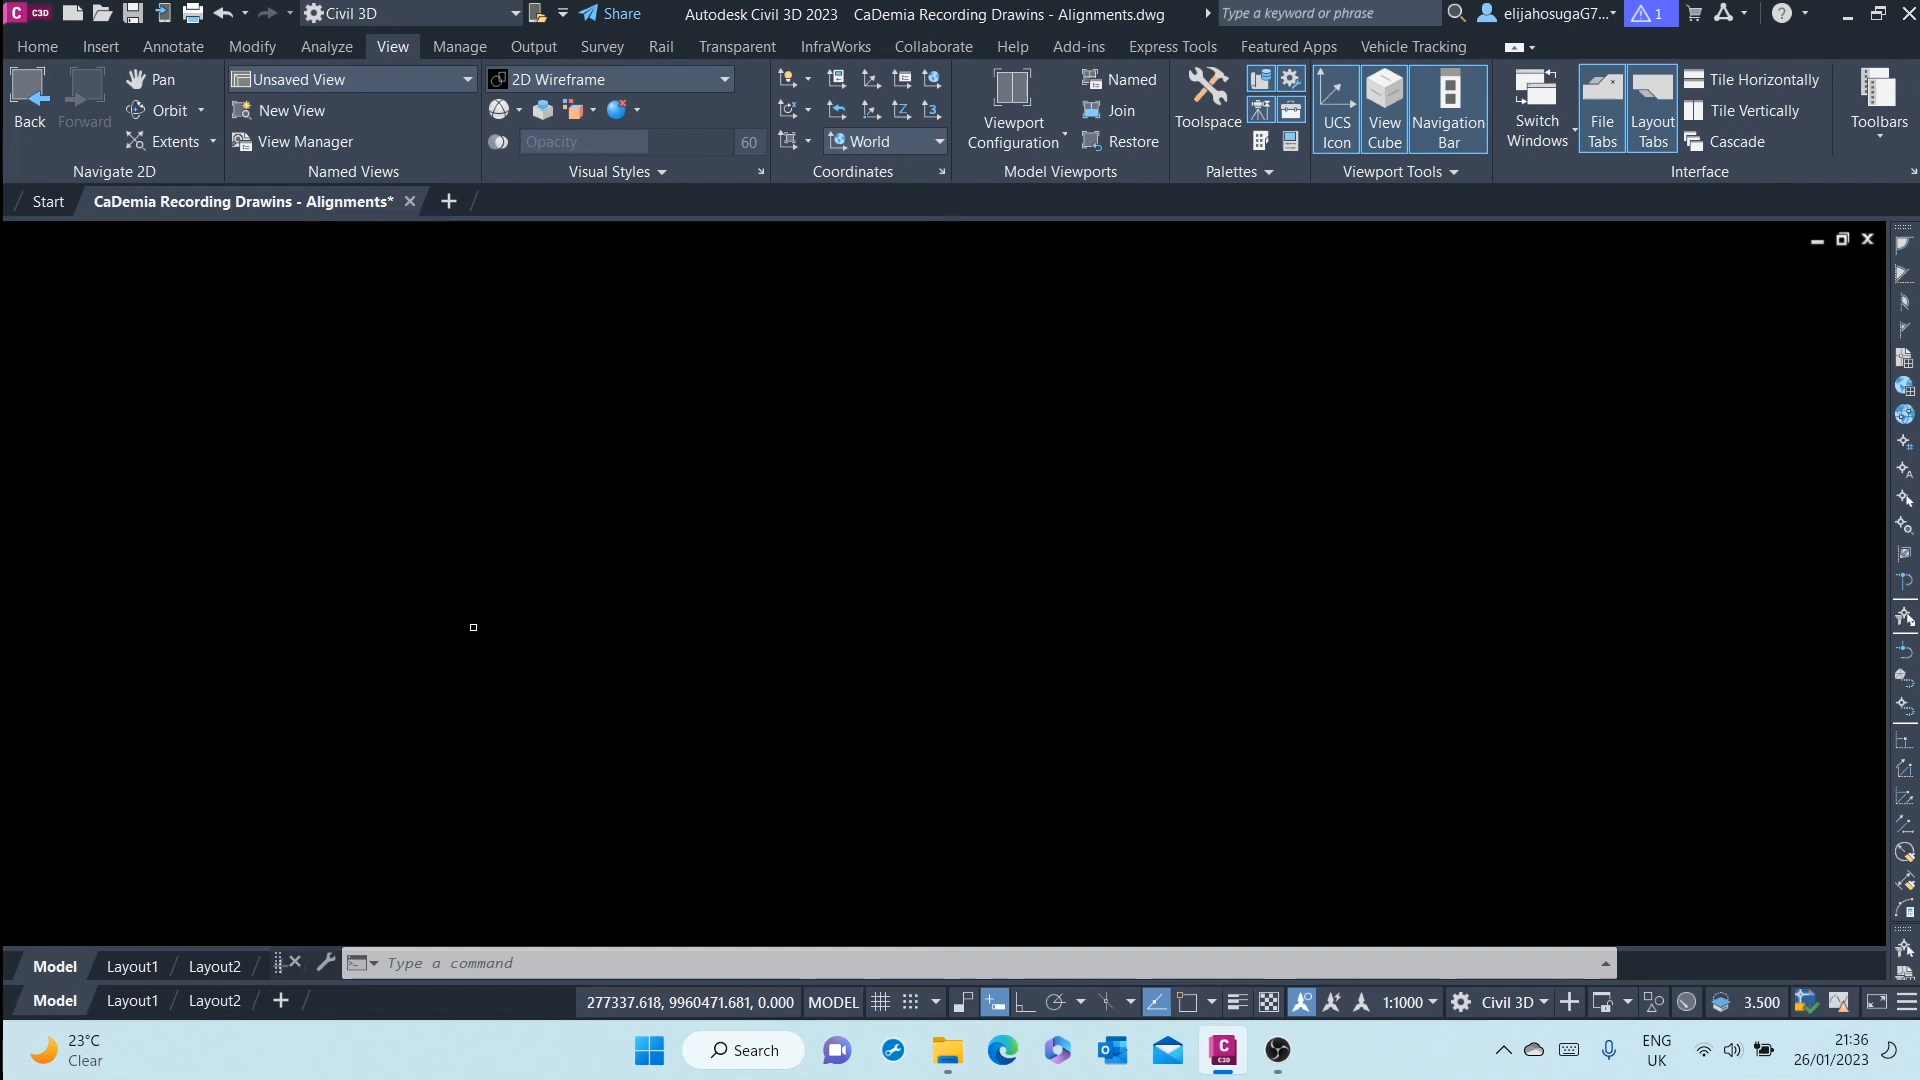 C3D Civil 3D Share Autodesk Civil 3D 2023 CaDemia Recording Drawins - Alignments.dwg Type a keyword or phrase elijahosugaG7... 1
Home Insert Annotate Modify Analyze View Manage Output Survey Rail Transparent InfraWorks Collaborate Help Add-ins Express Tools Featured Apps Vehicle Tracking
Back
Forward
Pan
Orbit
Extents
Navigate 2D
Unsaved View
New View
View Manager
Named Views
2D Wireframe
Opacity 60
Visual Styles
World
Coordinates
Viewport
Configuration
Named
Join
Restore
Model Viewports
Toolspace
Palettes
UCS
Icon
View
Cube
Navigation
Bar
Viewport Tools
Switch
Windows
File
Tabs
Layout
Tabs
Tile Horizontally
Tile Vertically
Cascade
Interface
Toolbars
Start CaDemia Recording Drawins - Alignments*
Model Layout1 Layout2 Type a command
Model Layout1 Layout2 277337.618, 9960471.681, 0.000 MODEL 1:1000 Civil 3D 3.500
23°C
Clear
Search
C3D
ENG
UK
21:36
26/01/2023